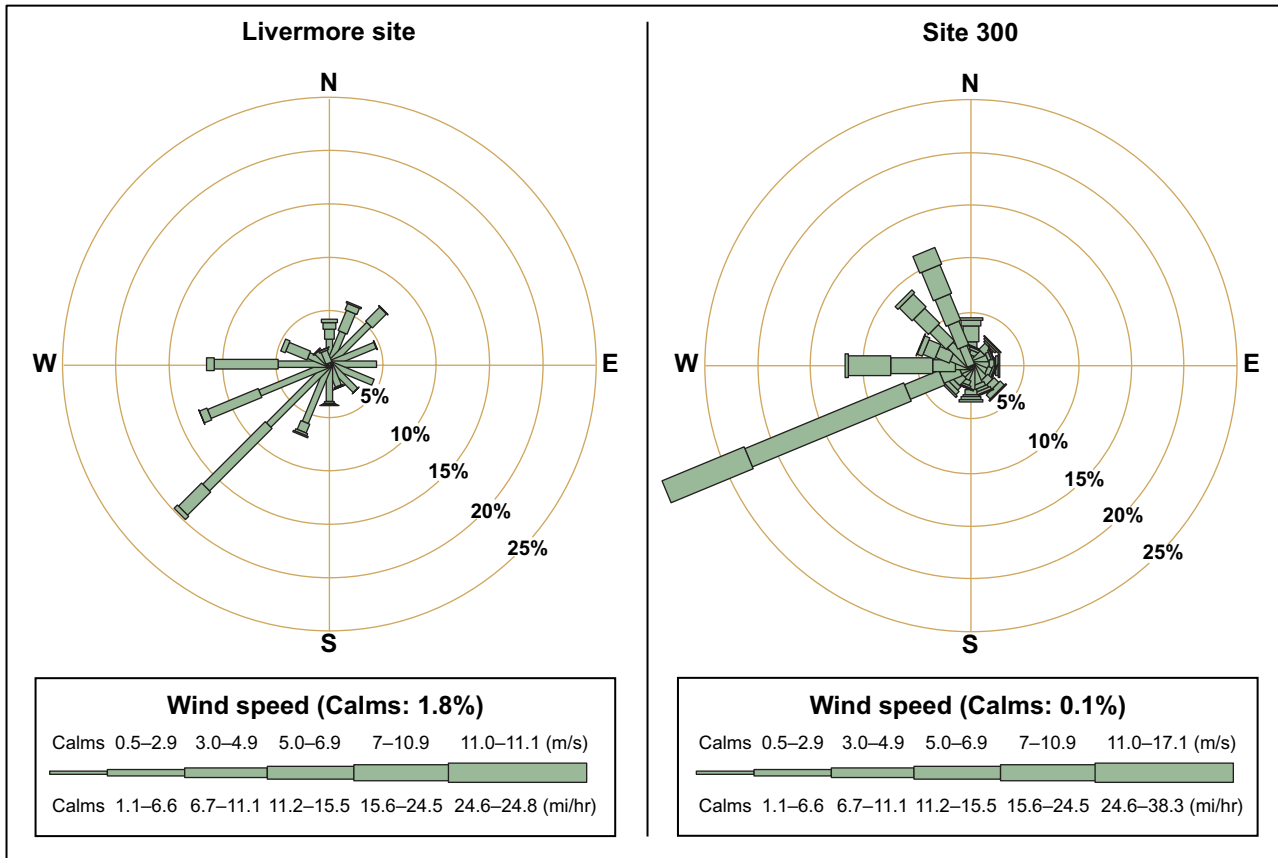 Livermore site
N
W
E
S
5%
10%
15%
20%
25%
Wind speed (Calms: 1.8%)
Calms 0.5–2.9 3.0–4.9 5.0–6.9 7–10.9 11.0–11.1 (m/s)
Calms 1.1–6.6 6.7–11.1 11.2–15.5 15.6–24.5 24.6–24.8 (mi/hr)
Site 300
N
W
E
S
5%
10%
15%
20%
25%
Wind speed (Calms: 0.1%)
Calms 0.5–2.9 3.0–4.9 5.0–6.9 7–10.9 11.0–17.1 (m/s)
Calms 1.1–6.6 6.7–11.1 11.2–15.5 15.6–24.5 24.6–38.3 (mi/hr)